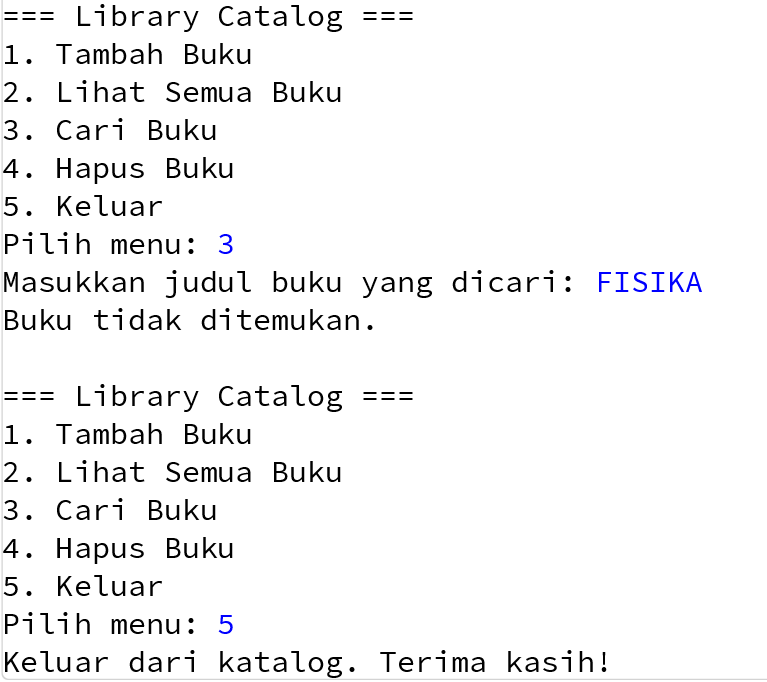 === Library Catalog ===
1. Tambah Buku
2. Lihat Semua Buku
3. Cari Buku
4. Hapus Buku
5. Keluar
Pilih menu: 3
Masukkan judul buku yang dicari: FISIKA
Buku tidak ditemukan.

=== Library Catalog ===
1. Tambah Buku
2. Lihat Semua Buku
3. Cari Buku
4. Hapus Buku
5. Keluar
Pilih menu: 5
Keluar dari katalog. Terima kasih!